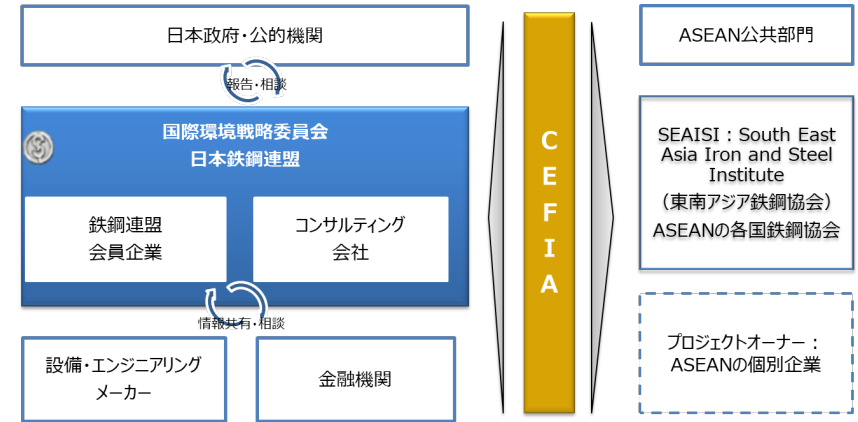 日本政府・公的機関
報告・相談
国際環境戦略委員会
日本鉄鋼連盟
鉄鋼連盟
会員企業
コンサルティング
会社
情報共有・相談
設備・エンジニアリング
メーカー
金融機関
C
E
F
I
A
ASEAN公共部門
SEAISI：South East
Asia Iron and Steel
Institute
（東南アジア鉄鋼協会）
ASEANの各国鉄鋼協会
プロジェクトオーナー：
ASEANの個別企業